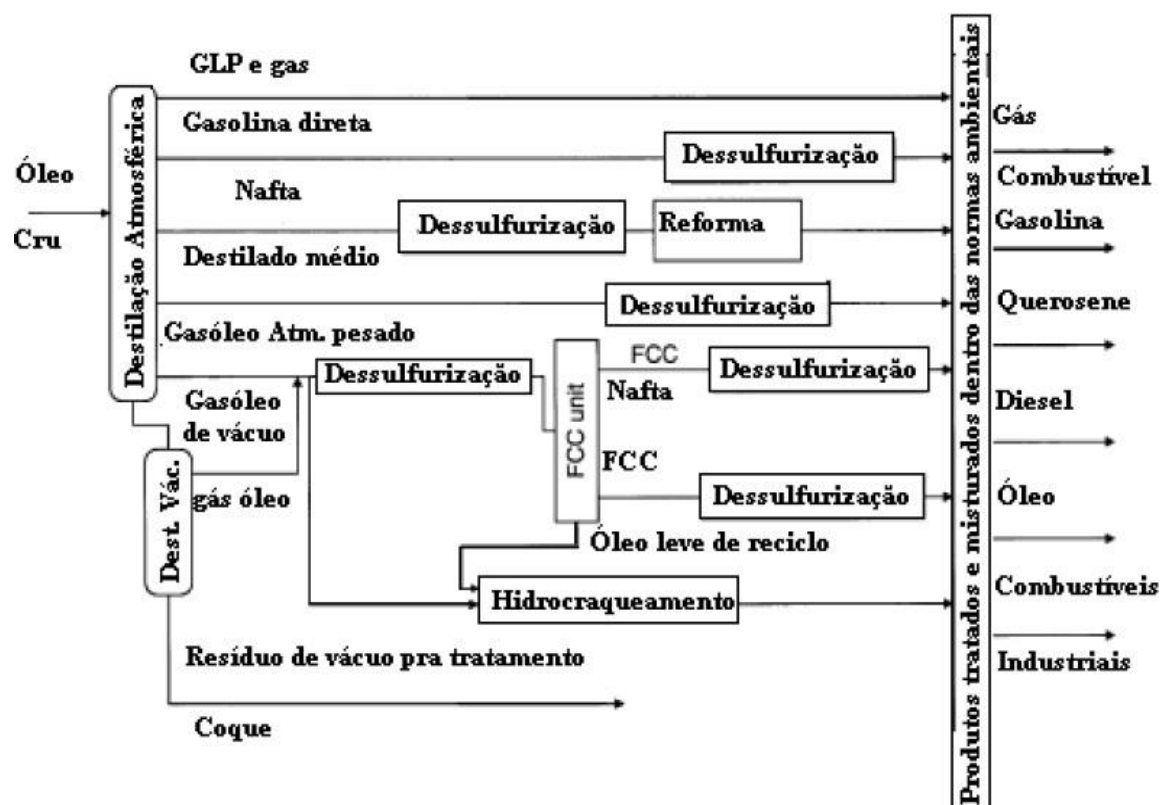 GLP e gas
Gasolina direta
Óleo
Cru
Destilação Atmosférica
Dessulfurização
Nafta
Dessulfurização
Reforma
Destilado médio
Dessulfurização
Gasóleo Atm. pesado
Dessulfurização
FCC unit
FCC
Nafta
Dessulfurização
Gasóleo
de vácuo
gás óleo
Dest. Vác.
FCC
Dessulfurização
Óleo leve de reciclo
Hidrocraqueamento
Resíduo de vácuo pra tratamento
Coque
Produtos tratados e misturados dentro das normas ambientais
Gás
Combustível
Gasolina
Querosene
Diesel
Óleo
Combustíveis
Industriais